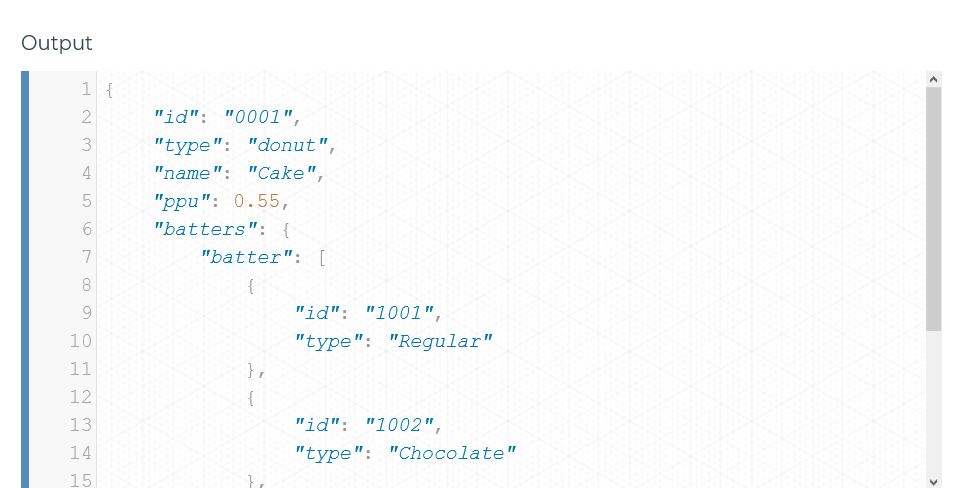 Output
1 {
2     "id": "0001",
3     "type": "donut",
4     "name": "Cake",
5     "ppu": 0.55,
6     "batters": {
7         "batter": [
8             {
9                 "id": "1001",
10                 "type": "Regular"
11             },
12             {
13                 "id": "1002",
14                 "type": "Chocolate"
15             },